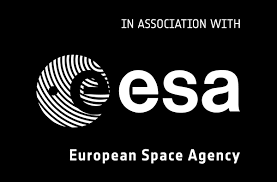 IN ASSOCIATION WITH
esa
European Space Agency